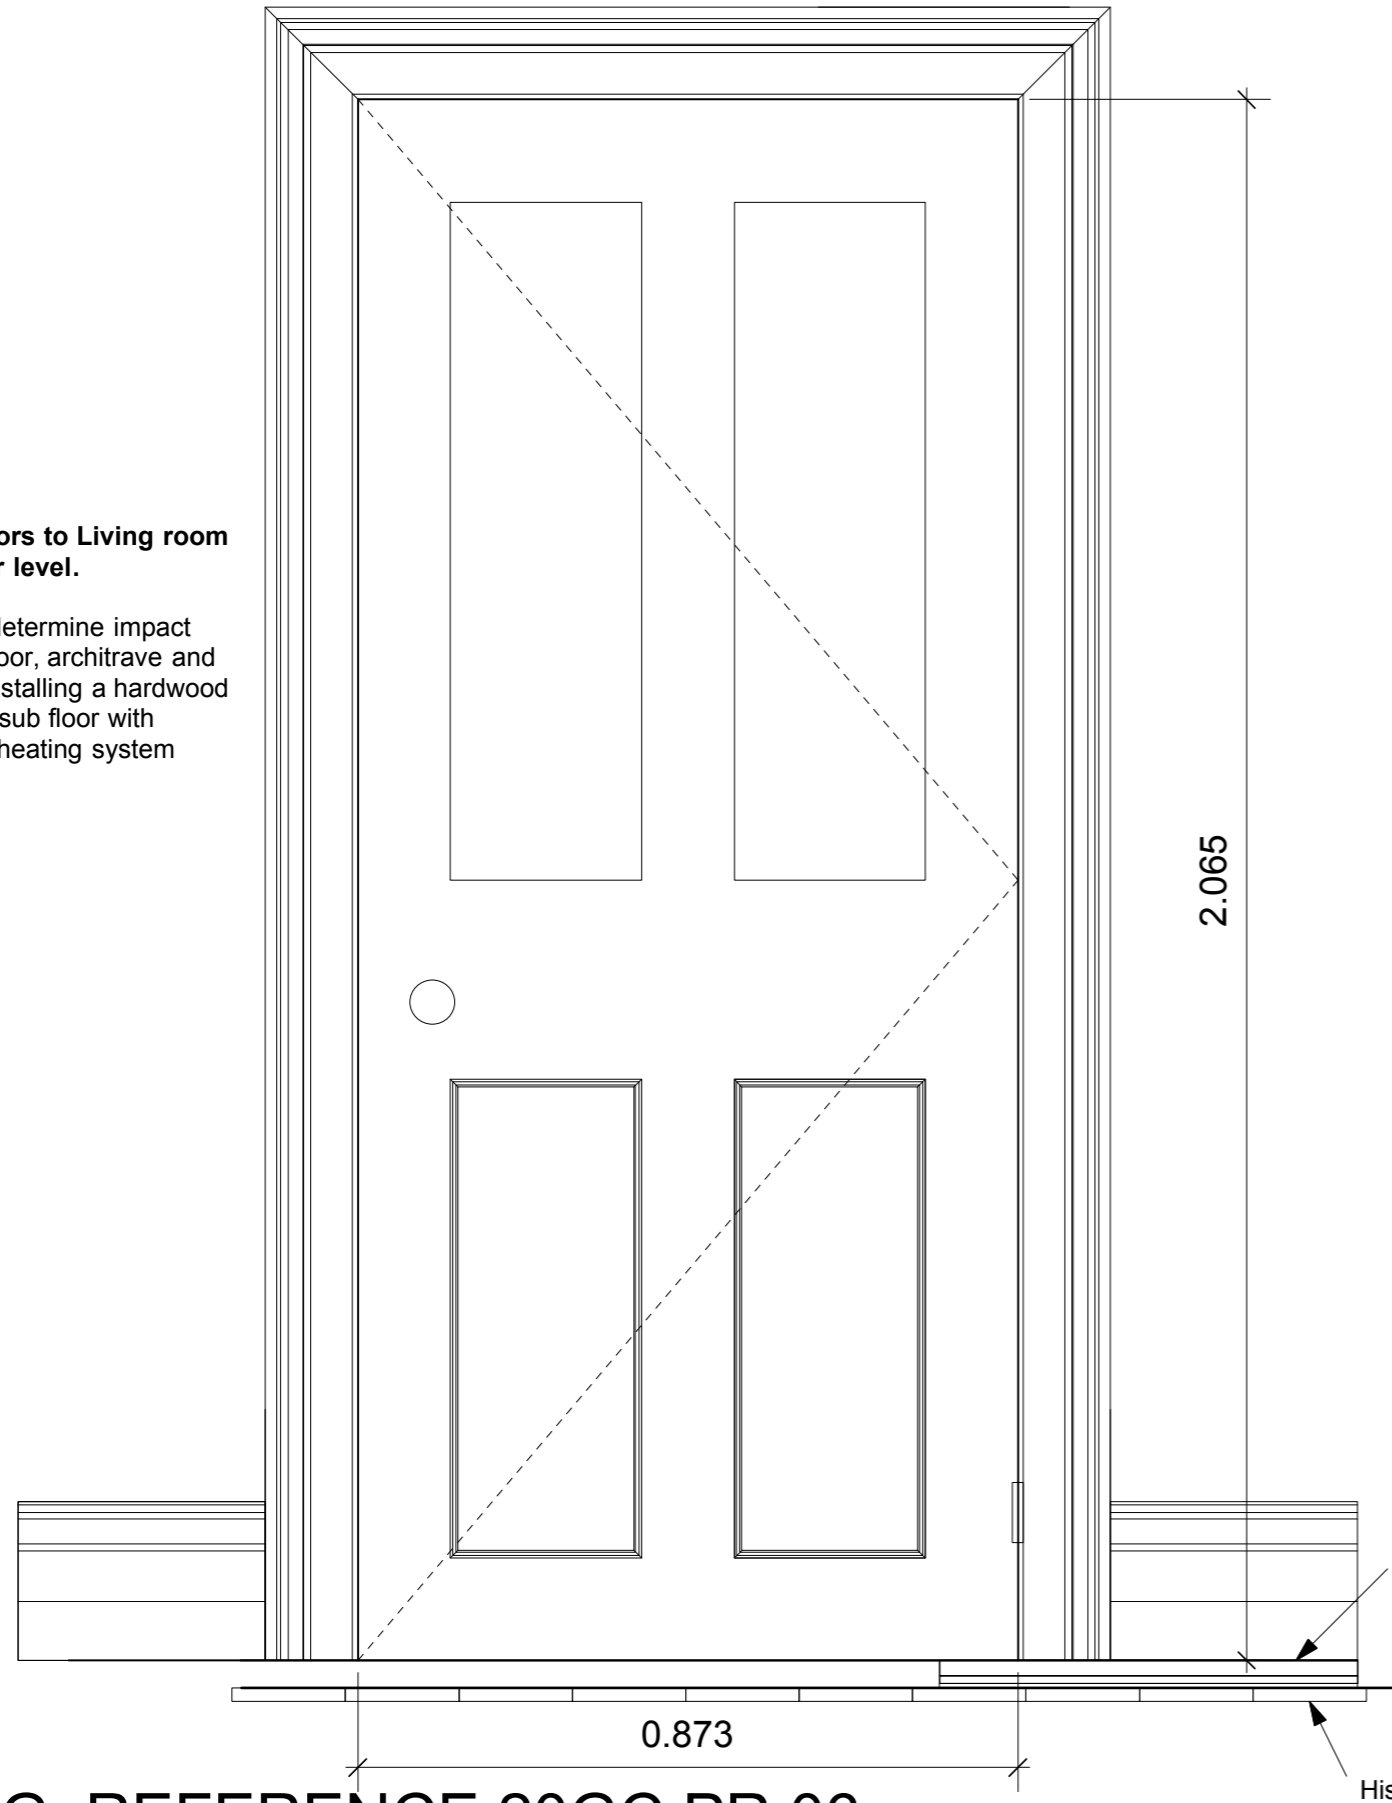 ors to Living room
r level.
determine impact
oor, architrave and
stalling a hardwood
sub floor with
heating system
2.065
0.873
His